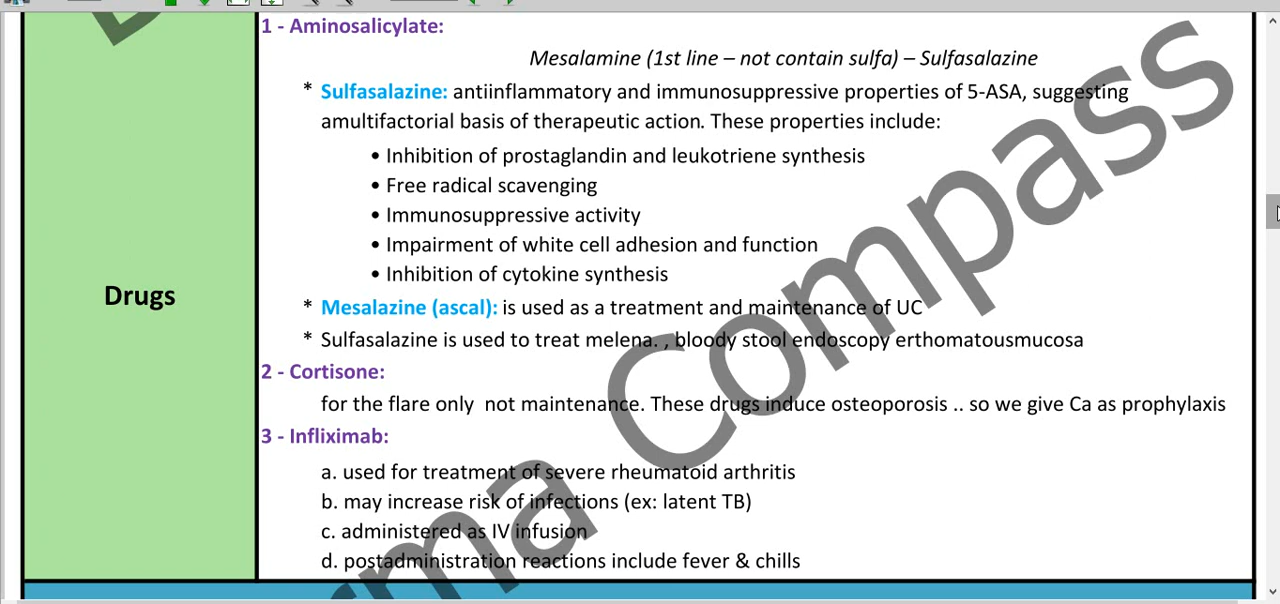 1 - Aminosalicylate:
Mesalamine (1st line – not contain sulfa) – Sulfasalazine
* Sulfasalazine: antiinflammatory and immunosuppressive properties of 5-ASA, suggesting
amultifactorial basis of therapeutic action. These properties include:
• Inhibition of prostaglandin and leukotriene synthesis
• Free radical scavenging
• Immunosuppressive activity
• Impairment of white cell adhesion and function
• Inhibition of cytokine synthesis
Drugs
* Mesalazine (ascal): is used as a treatment and maintenance of UC
* Sulfasalazine is used to treat melena. , bloody stool endoscopy erthomatousmucosa
2 - Cortisone:
for the flare only  not maintenance. These drugs induce osteoporosis .. so we give Ca as prophylaxis
3 - Infliximab:
a. used for treatment of severe rheumatoid arthritis
b. may increase risk of infections (ex: latent TB)
c. administered as IV infusion
d. postadministration reactions include fever & chills
Compass